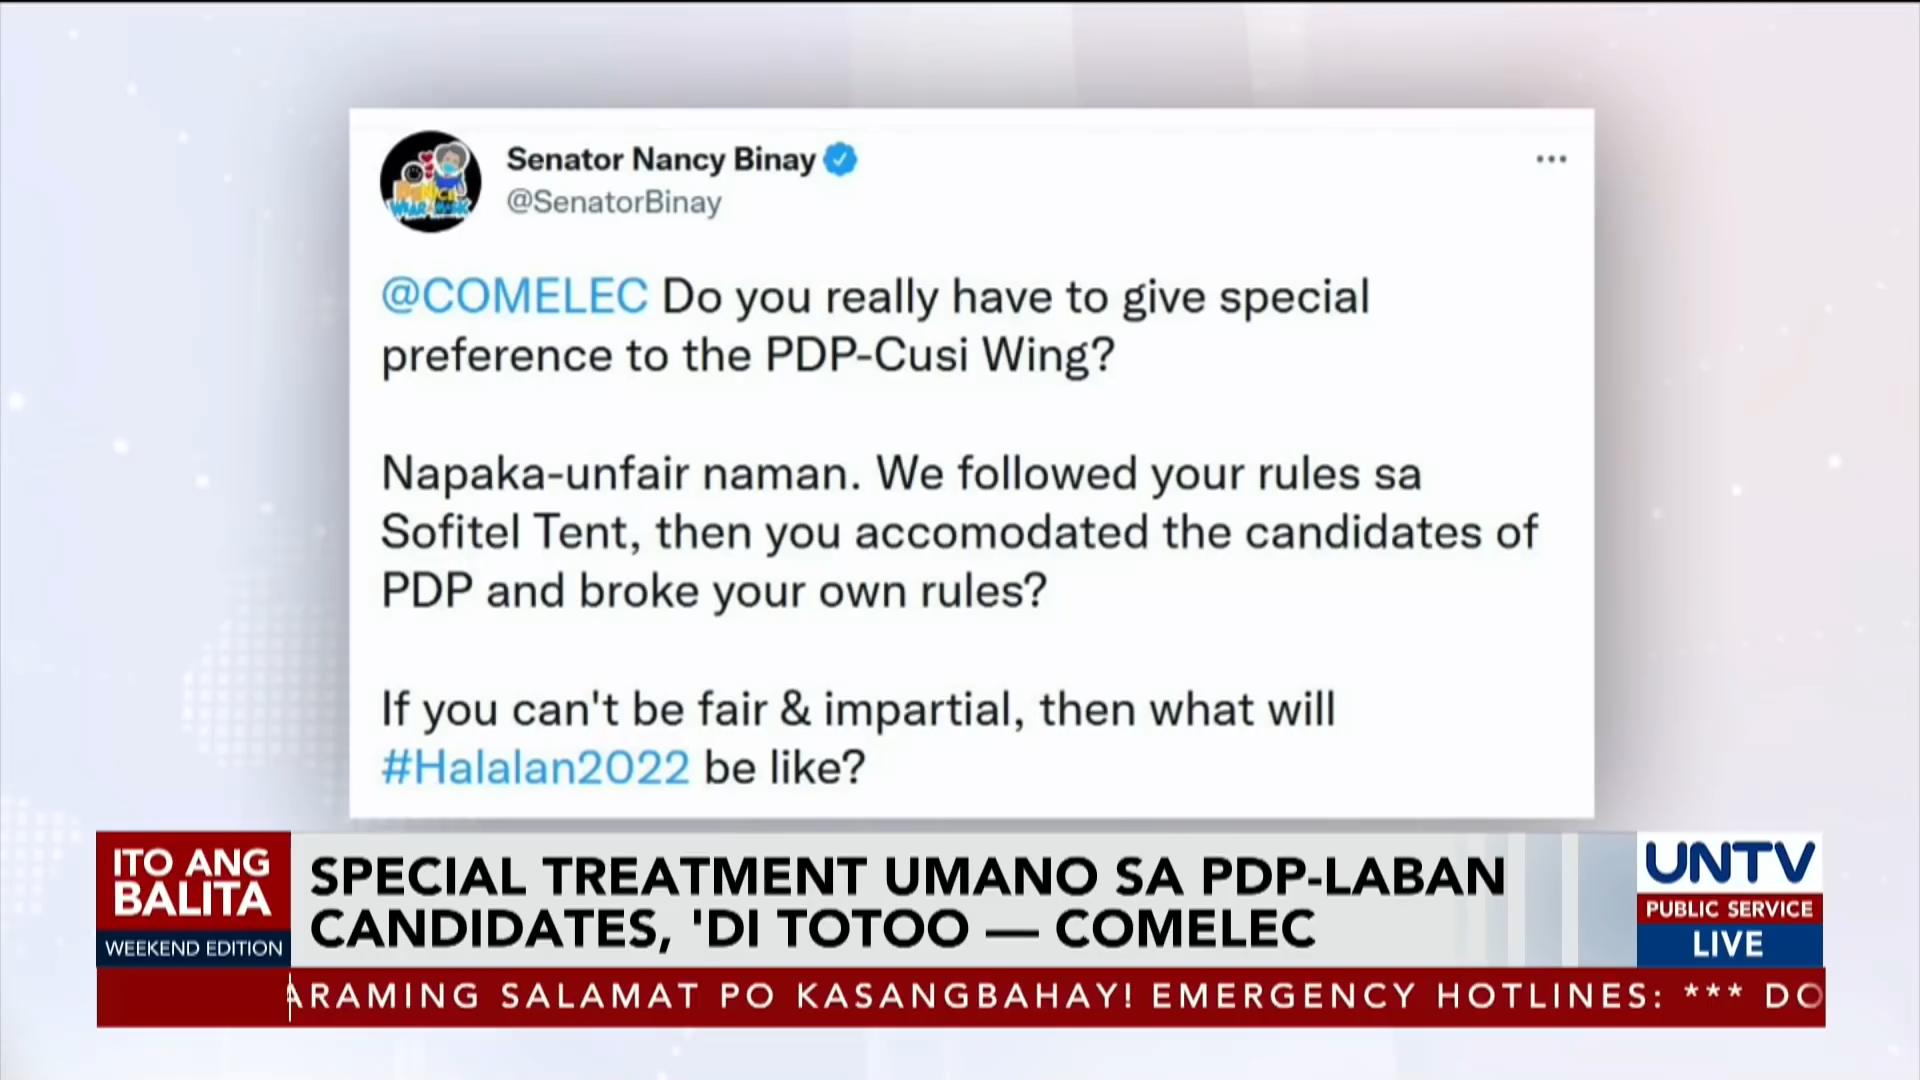 Senator Nancy Binay
@SenatorBinay
@COMELEC Do you really have to give special
preference to the PDP-Cusi Wing?
Napaka-unfair naman. We followed your rules sa
Sofitel Tent, then you accomodated the candidates of
PDP and broke your own rules?
If you can't be fair & impartial, then what will
#Halalan2022 be like?
ITO ANG
BALITA
WEEKEND EDITION
SPECIAL TREATMENT UMANO SA PDP-LABAN
CANDIDATES, 'DI TOTOO — COMELEC
UNTV
PUBLIC SERVICE
LIVE
ARAMING SALAMAT PO KASANGBAHAY! EMERGENCY HOTLINES: *** DO